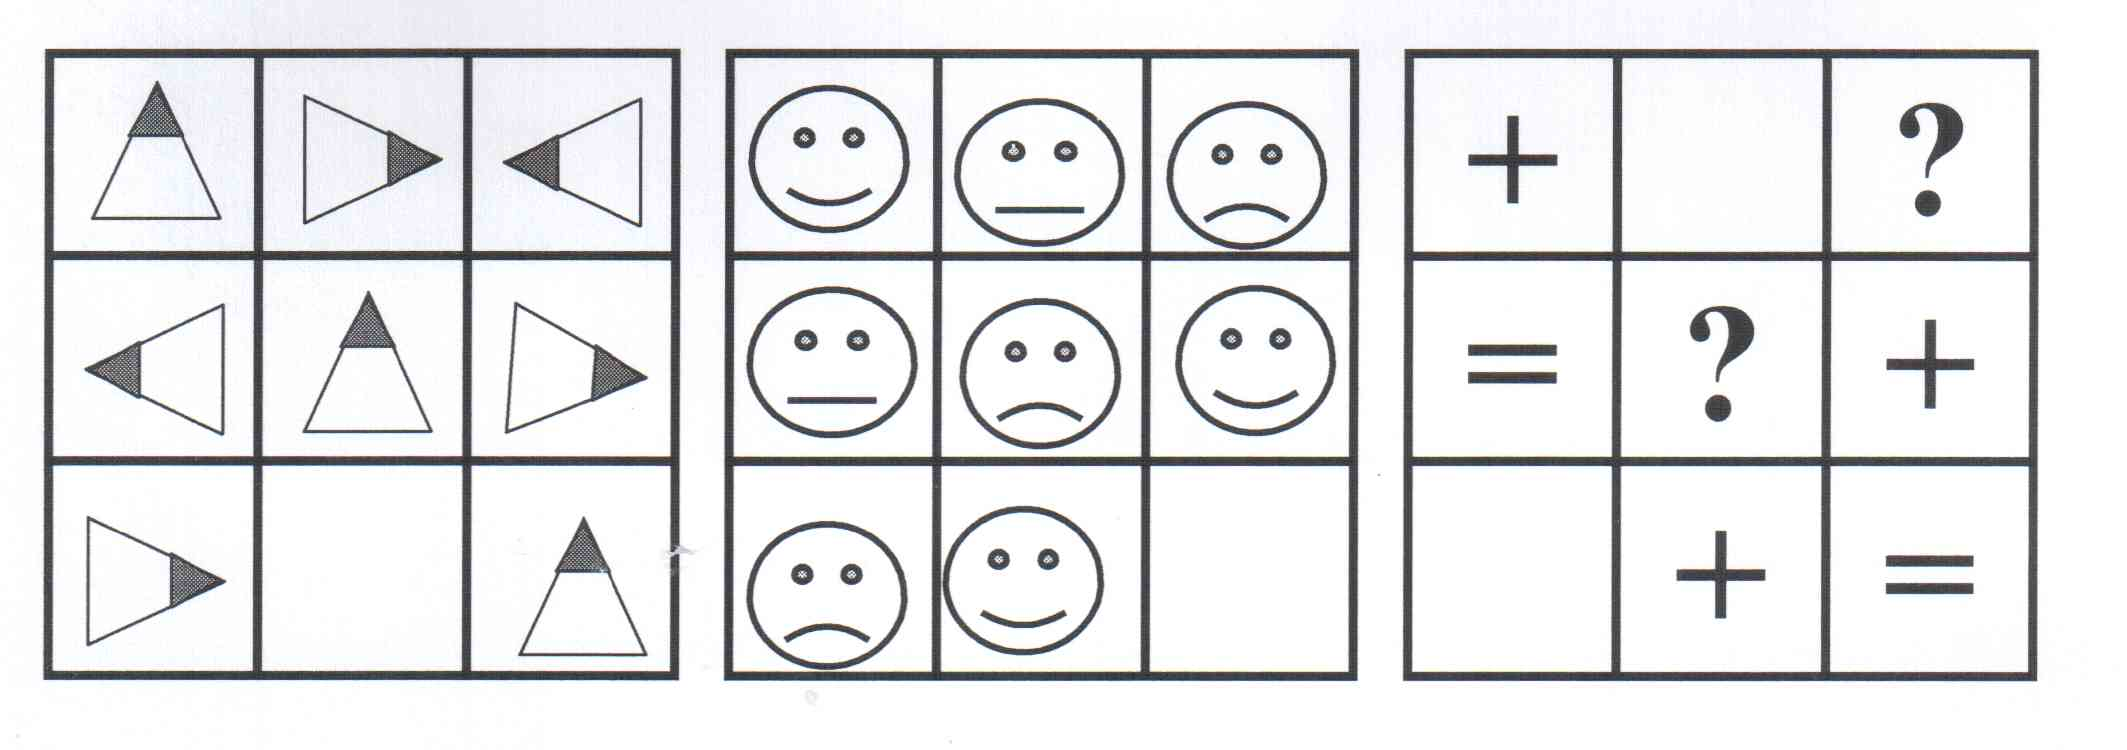 + ?
= ? +
+ =